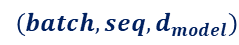 (batch, seq, d_model)